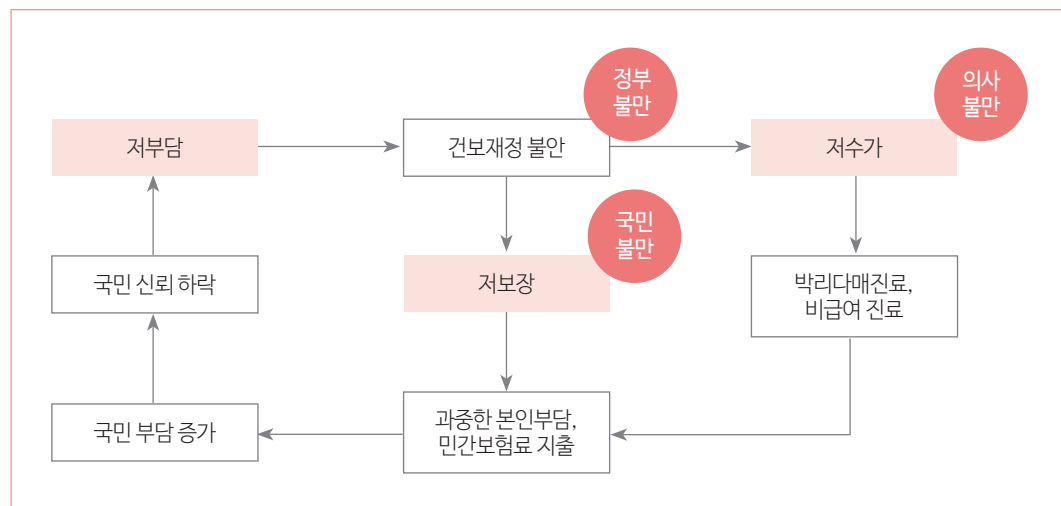 정부
불만
의사
불만
저부담
건보재정 불안
저수가
국민
불만
국민 신뢰 하락
저보장
박리다매진료,
비급여 진료
국민 부담 증가
과중한 본인부담,
민간보험료 지출